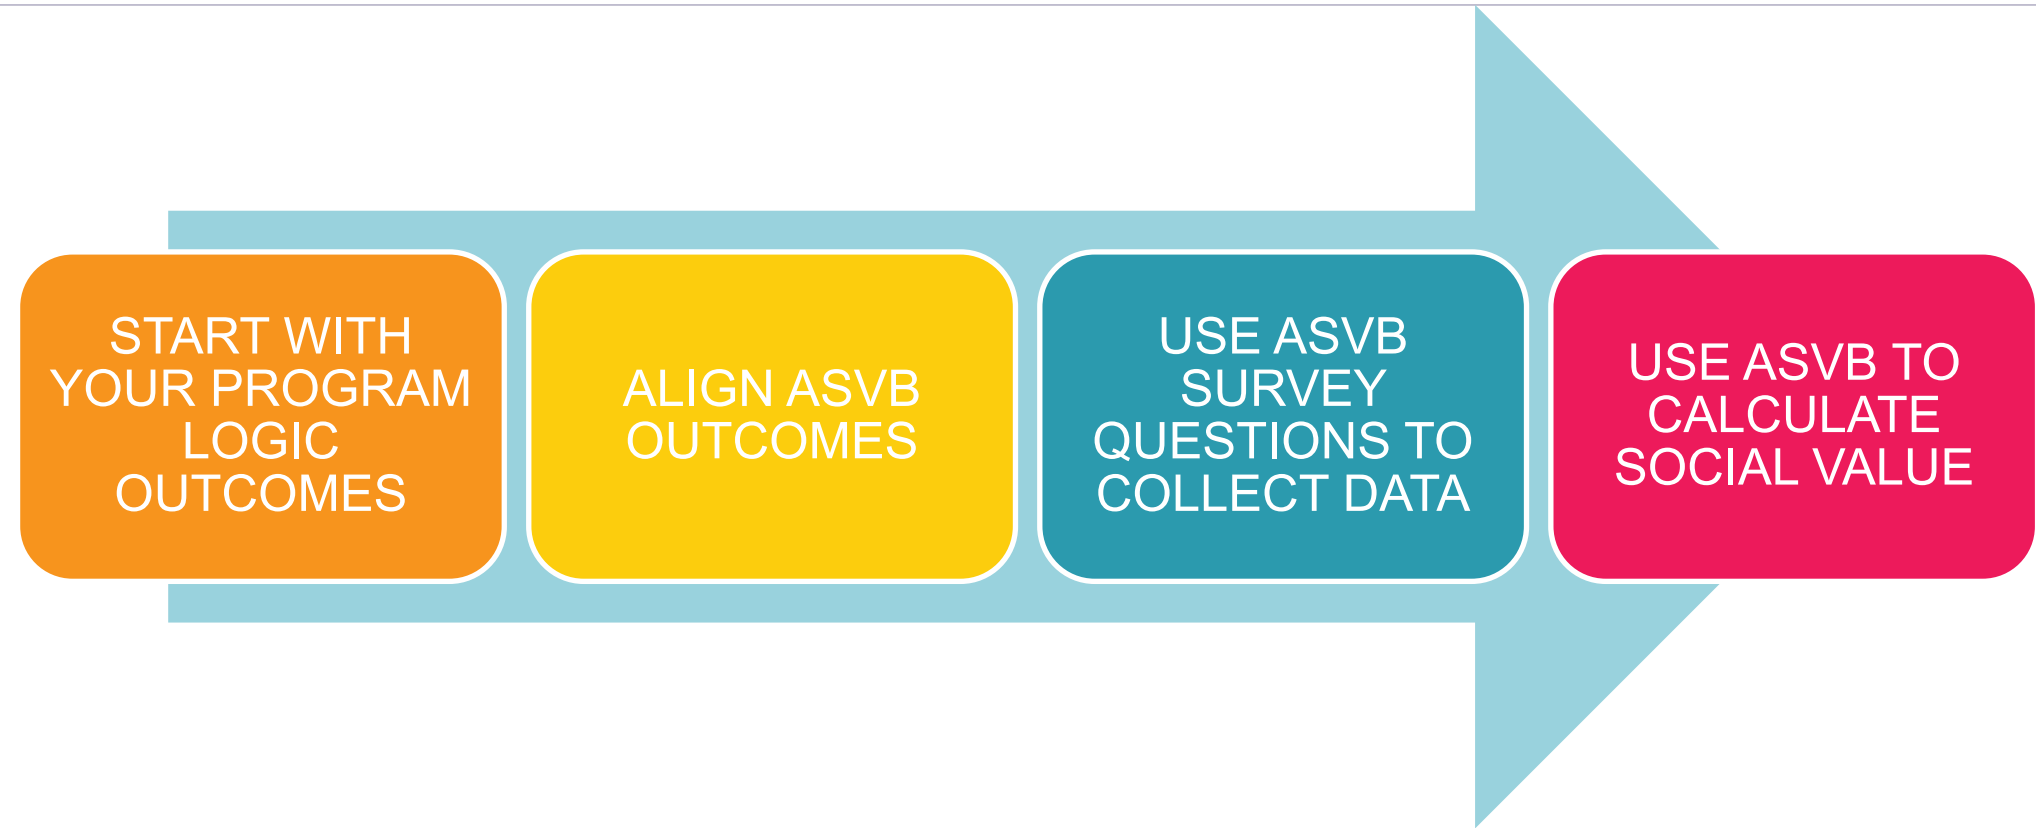 START WITH
YOUR PROGRAM
LOGIC
OUTCOMES
ALIGN ASVB
OUTCOMES
USE ASVB
SURVEY
QUESTIONS TO
COLLECT DATA
USE ASVB TO
CALCULATE
SOCIAL VALUE